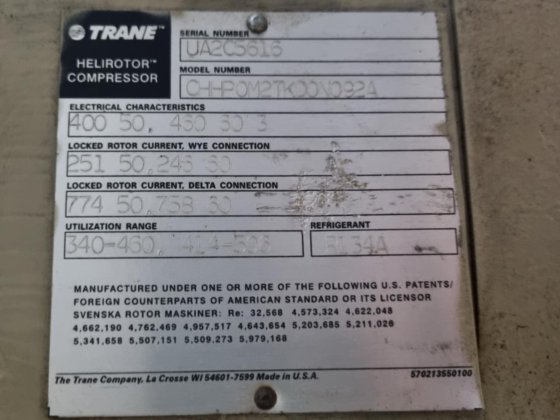 TRANE™
HELIROTOR™
COMPRESSOR
SERIAL NUMBER
UA2C5616
MODEL NUMBER
ELECTRICAL CHARACTERISTICS
400 50, 460 60 3
LOCKED ROTOR CURRENT, WYE CONNECTION
251 50, 246 60
LOCKED ROTOR CURRENT, DELTA CONNECTION
774 50, 758 60
UTILIZATION RANGE
340-460,
REFRIGERANT
R134A
MANUFACTURED UNDER ONE OR MORE OF THE FOLLOWING U.S. PATENTS/
FOREIGN COUNTERPARTS OF AMERICAN STANDARD OR ITS LICENSOR
SVENSKA ROTOR MASKINER: Re: 32,568 4,573,324 4,622,048
4,662,190 4,762,469 4,957,517 4,643,654 5,203,685 5,211,026
5,341,658 5,507,151 5,509,273 5,979,168
The Trane Company, La Crosse WI 54601-7599 Made in U.S.A.
570213550100